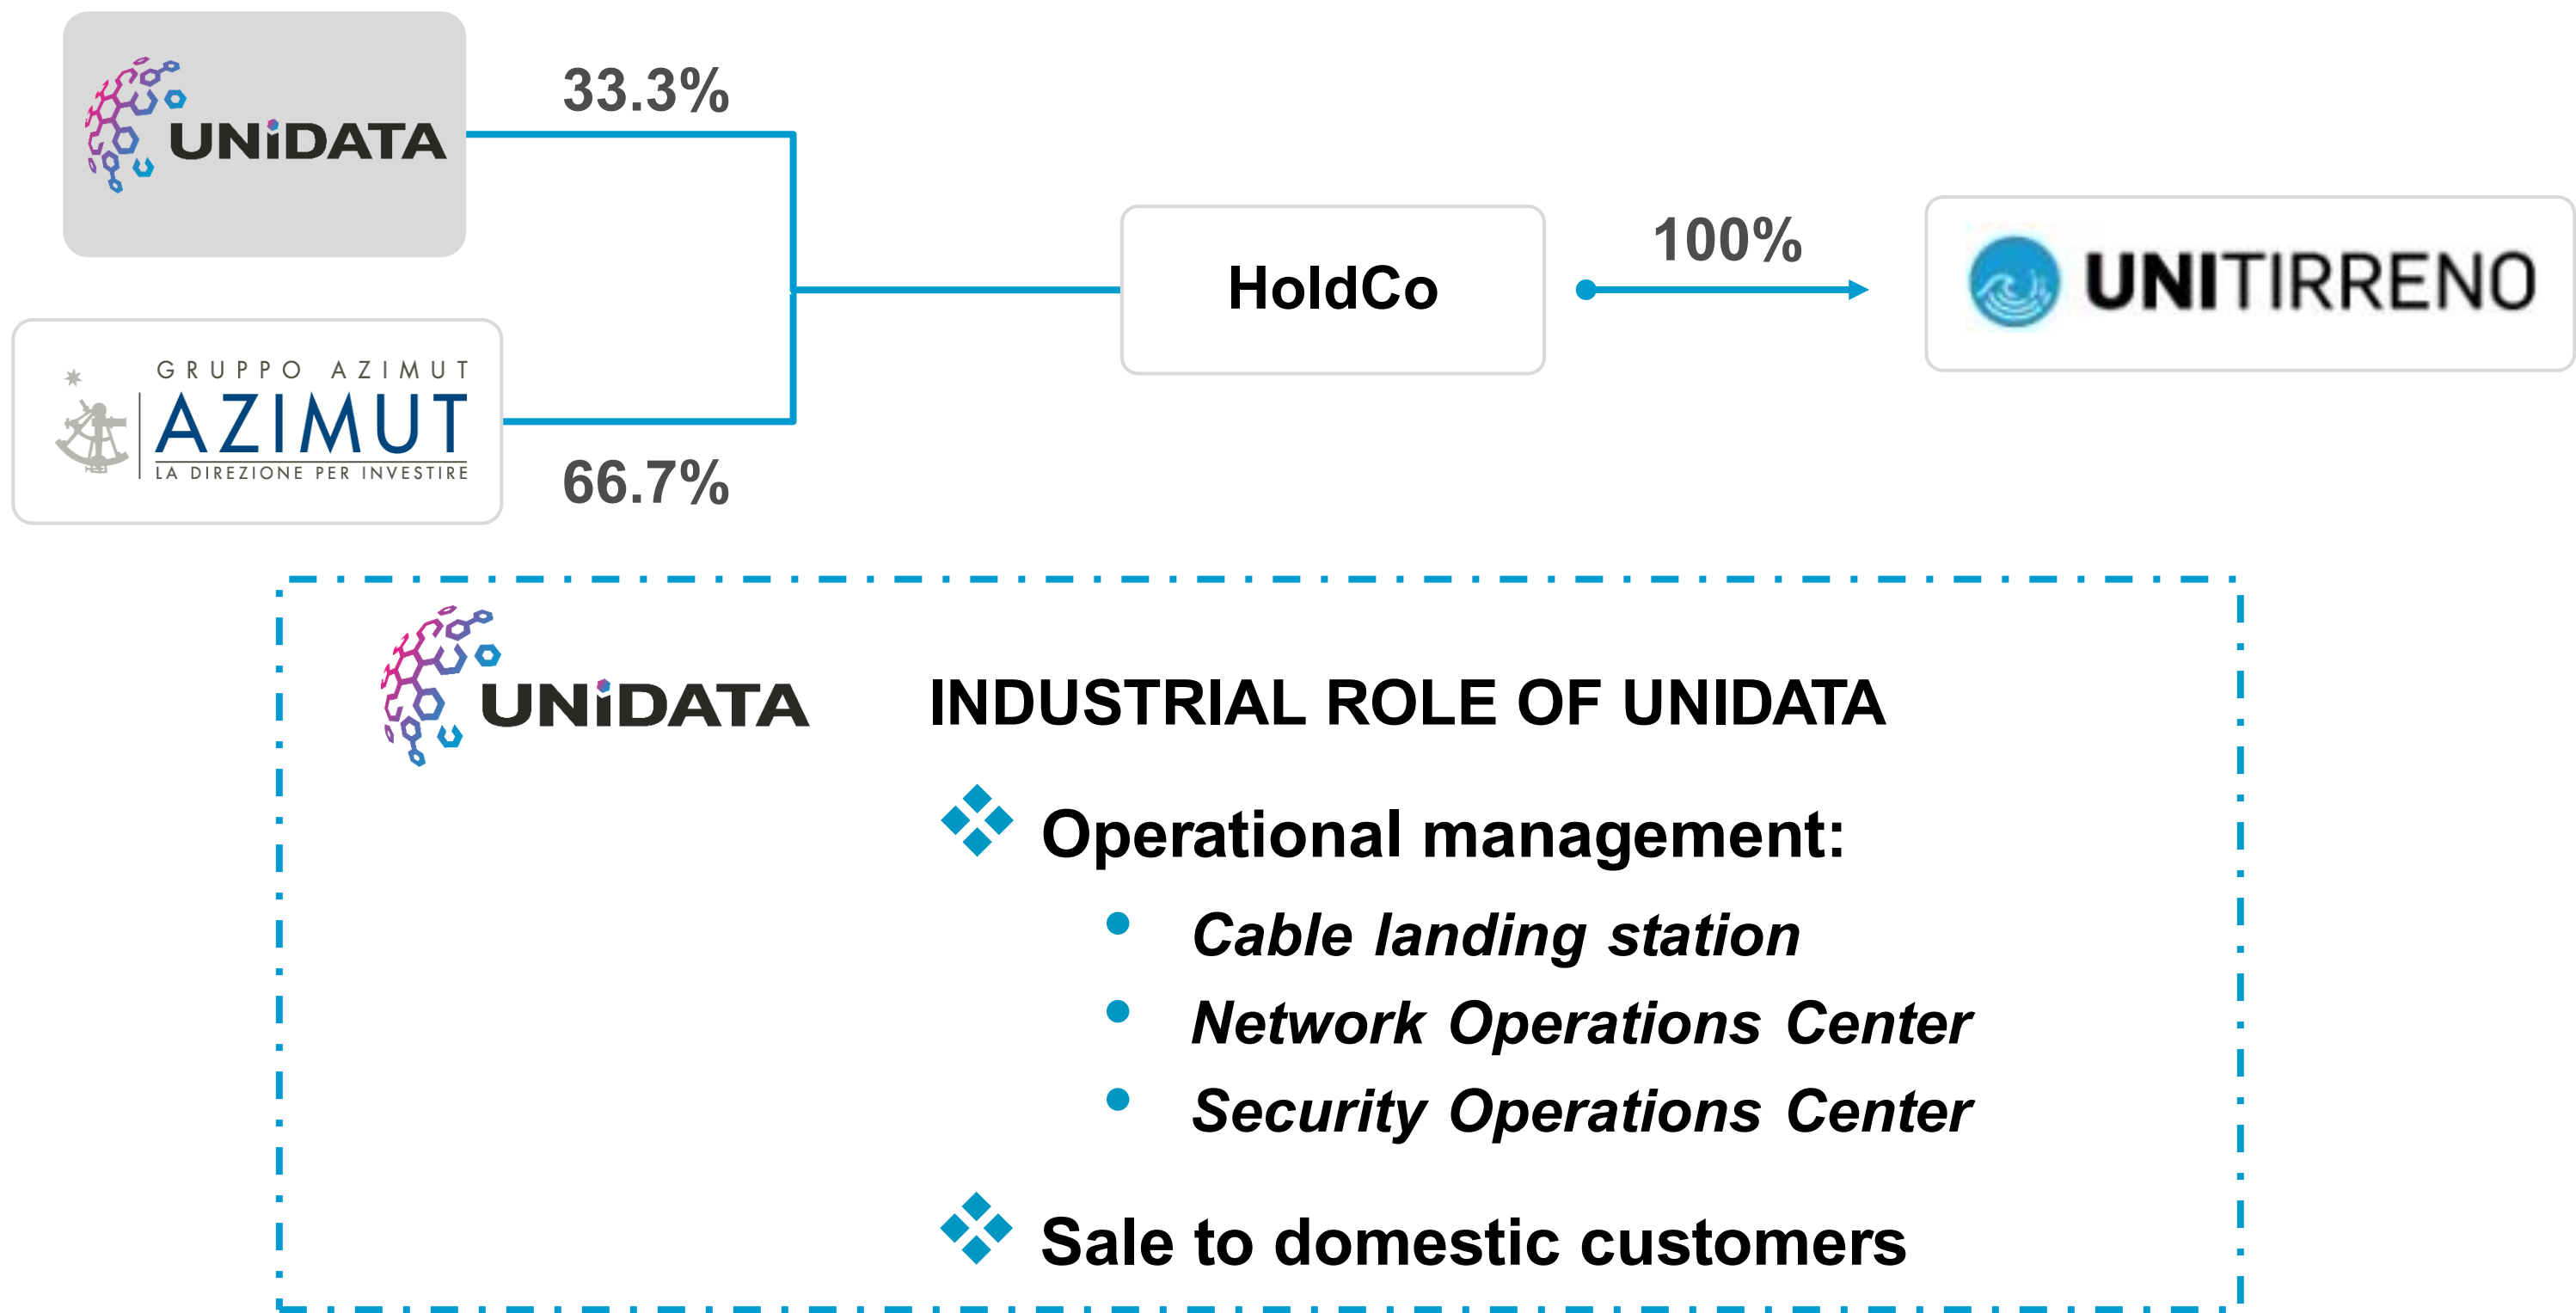 UNiDATA
33.3%
GRUPPO AZIMUT
AZIMUT
LA DIREZIONE PER INVESTIRE
66.7%
HoldCo
100%
UNITIRRENO
UNiDATA
INDUSTRIAL ROLE OF UNIDATA
Operational management:
Cable landing station
Network Operations Center
Security Operations Center
Sale to domestic customers